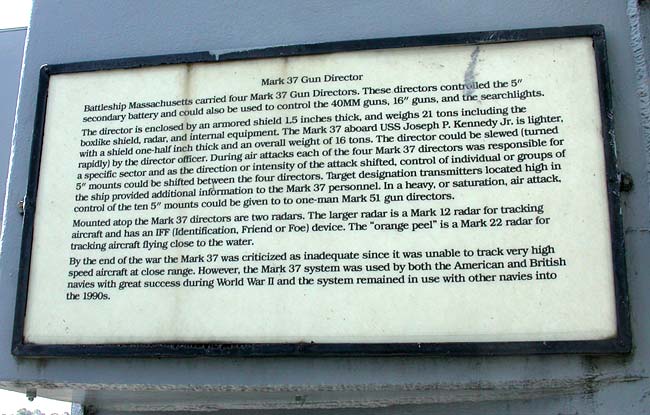 Mark 37 Gun Director
Battleship Massachusetts carried four Mark 37 Gun Directors. These directors controlled the 5"
secondary battery and could also be used to control the 40MM guns, 16" guns, and the searchlights.
The director is enclosed by an armored shield 1.5 inches thick, and weighs 21 tons including the
boxlike shield, radar, and internal equipment. The Mark 37 aboard USS Joseph P. Kennedy Jr. is lighter,
with a shield one-half inch thick and an overall weight of 16 tons. The director could be slewed (turned
rapidly) by the director officer. During air attacks each of the four Mark 37 directors was responsible for
a specific sector and as the direction or intensity of the attack shifted, control of individual or groups of
5" mounts could be shifted between the four directors. Target designation transmitters located high in
the ship provided additional information to the Mark 37 personnel. In a heavy, or saturation, air attack,
control of the ten 5" mounts could be given to to one-man Mark 51 gun directors.
Mounted atop the Mark 37 directors are two radars. The larger radar is a Mark 12 radar for tracking
aircraft and has an IFF (Identification, Friend or Foe) device. The "orange peel" is a Mark 22 radar for
tracking aircraft flying close to the water.
By the end of the war the Mark 37 was criticized as inadequate since it was unable to track very high
speed aircraft at close range. However, the Mark 37 system was used by both the American and British
navies with great success during World War II and the system remained in use with other navies into
the 1990s.